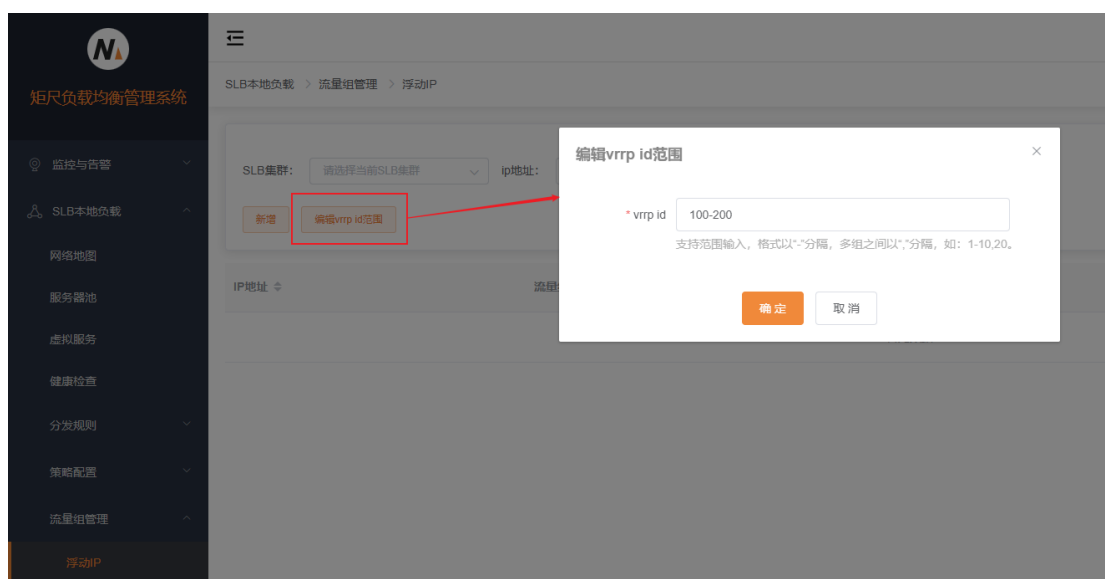 矩尺负载均衡管理系统
监控与告警
SLB本地负载
网络地图
服务器池
虚拟服务
健康检查
分发规则
策略配置
流量组管理
浮动IP
SLB本地负载 > 流量组管理 > 浮动IP
SLB集群： 请选择当前SLB集群 ip地址：
新增 编辑vrrp id范围
IP地址 流量
编辑vrrp id范围
* vrrp id 100-200
支持范围输入，格式以"-"分隔，多组之间以","分隔，如：1-10,20。
确定 取消